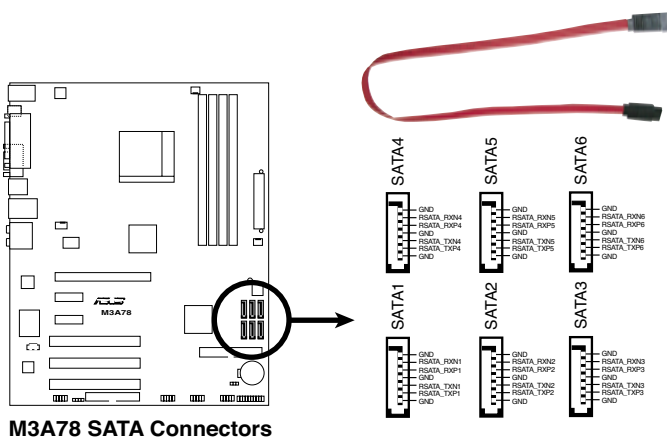 SATA4
GND
RSATA_RXN4
RSATA_RXP4
GND
RSATA_TXN4
RSATA_TXP4
GND
SATA5
GND
RSATA_RXN5
RSATA_RXP5
GND
RSATA_TXN5
RSATA_TXP5
GND
SATA6
GND
RSATA_RXN6
RSATA_RXP6
GND
RSATA_TXN6
RSATA_TXP6
GND
ASUS
M3A78
SATA1
GND
RSATA_RXN1
RSATA_RXP1
GND
RSATA_TXN1
RSATA_TXP1
GND
SATA2
GND
RSATA_RXN2
RSATA_RXP2
GND
RSATA_TXN2
RSATA_TXP2
GND
SATA3
GND
RSATA_RXN3
RSATA_RXP3
GND
RSATA_TXN3
RSATA_TXP3
GND
M3A78 SATA Connectors